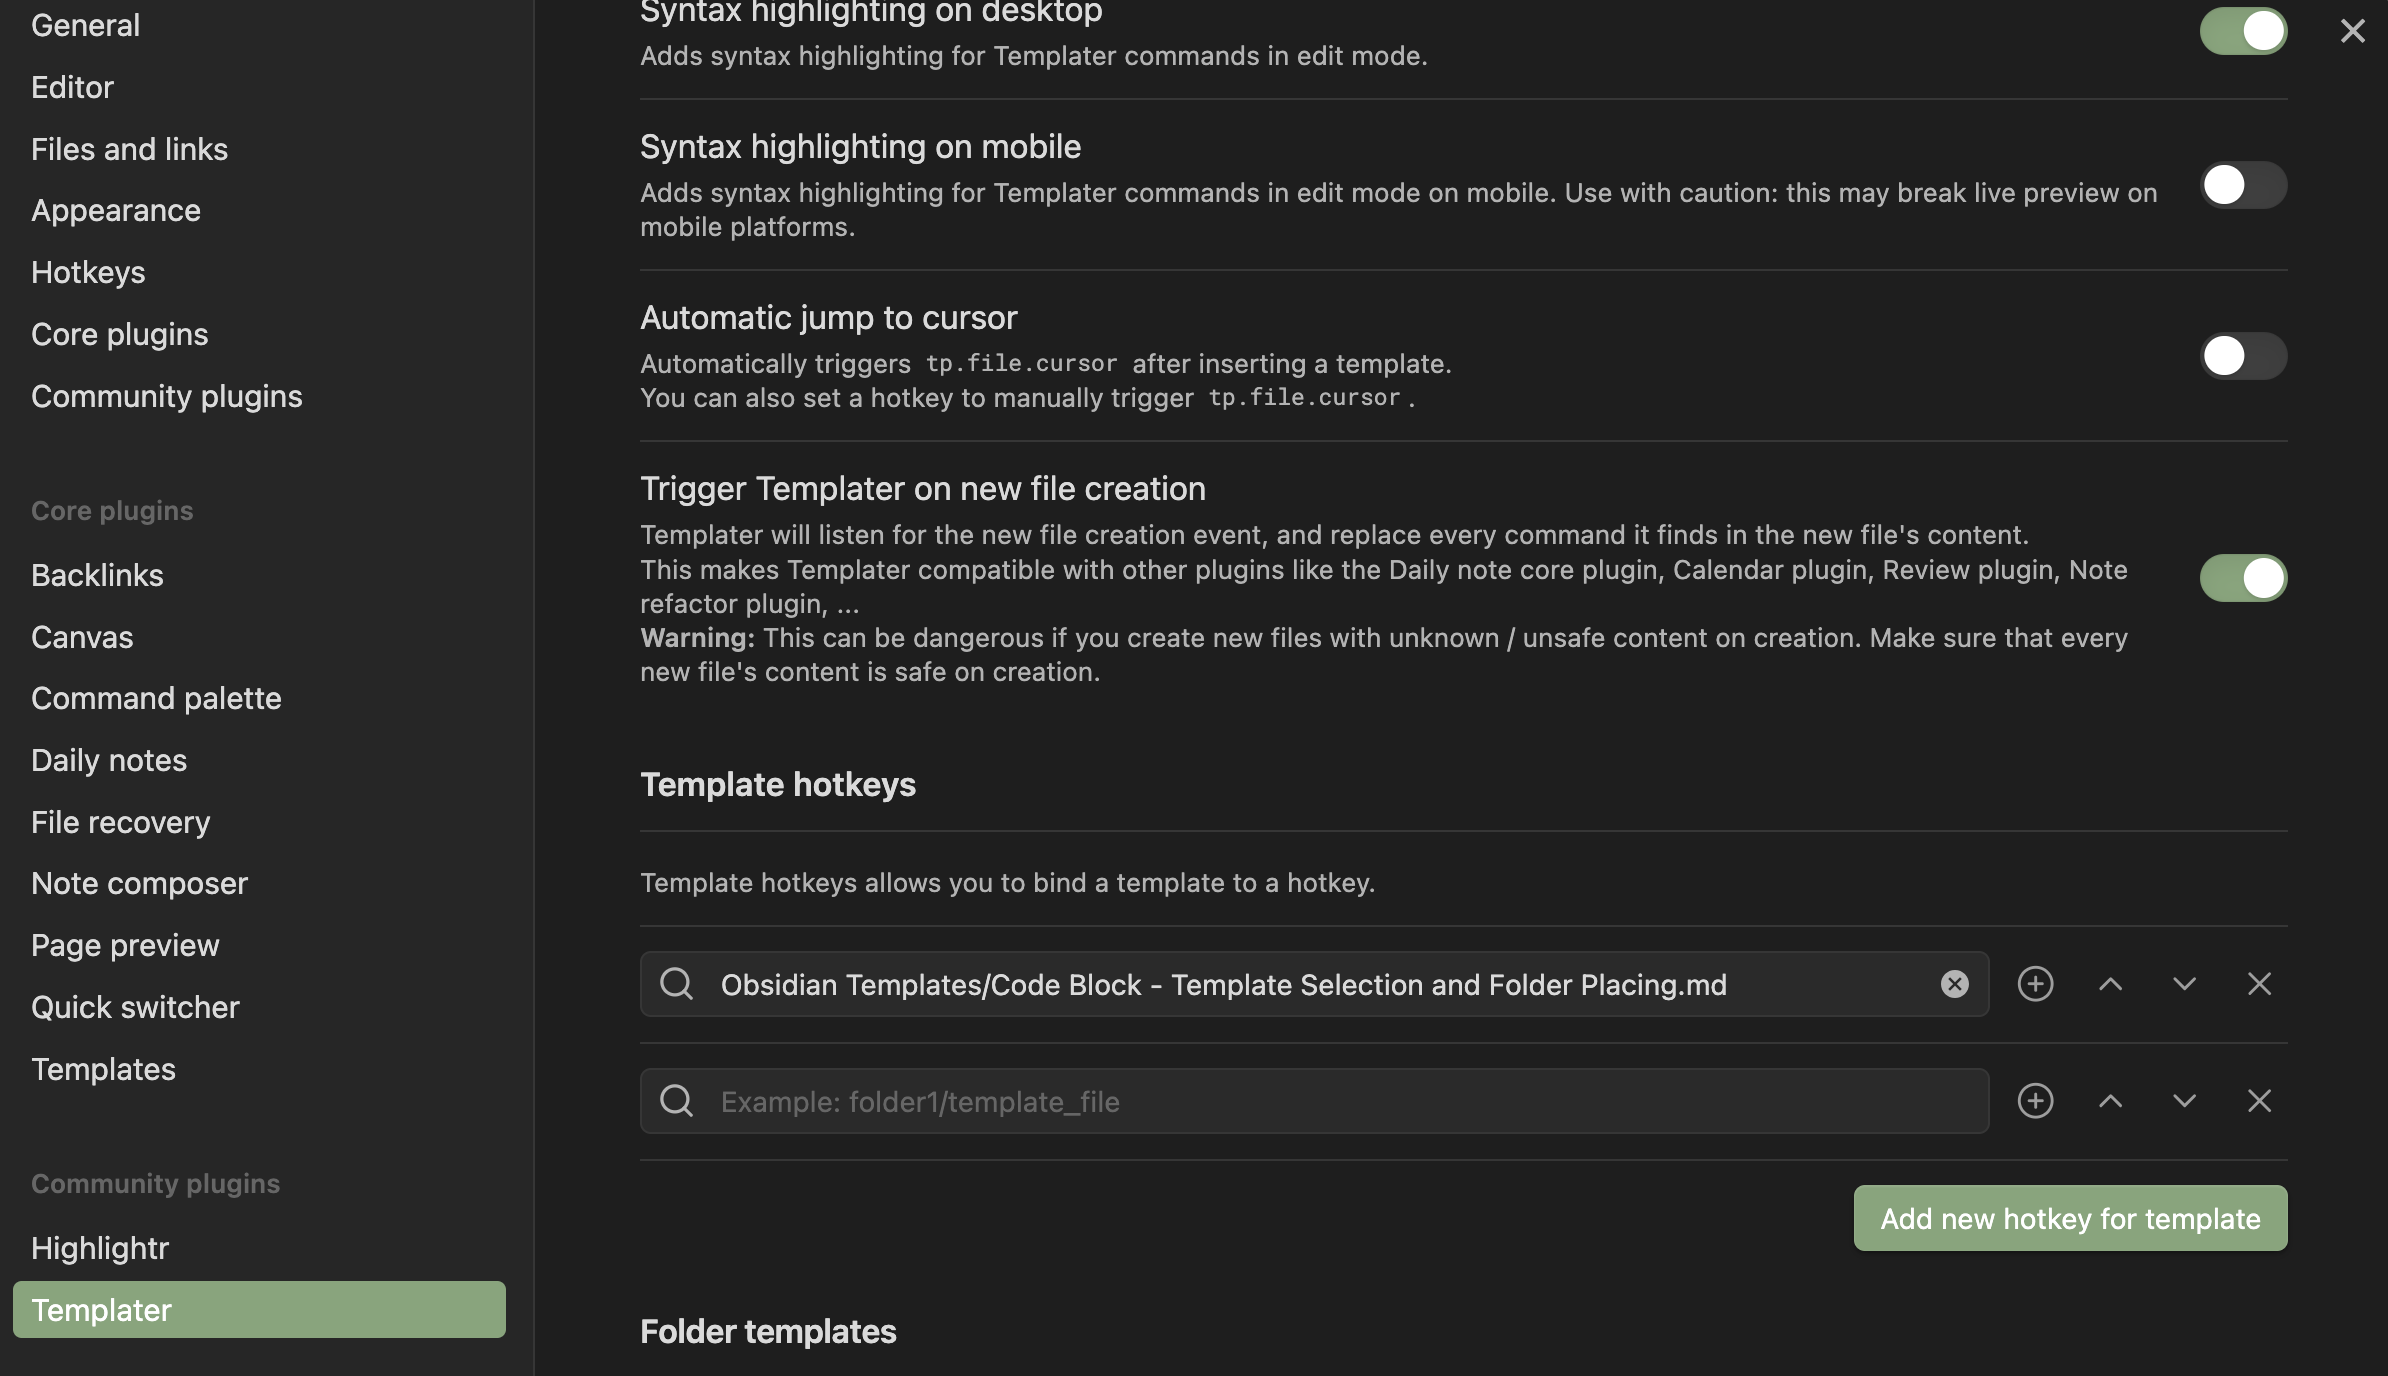 General
Editor
Files and links
Appearance
Hotkeys
Core plugins
Community plugins
Core plugins
Backlinks
Canvas
Command palette
Daily notes
File recovery
Note composer
Page preview
Quick switcher
Templates
Community plugins
Highlightr
Templater
Syntax highlighting on desktop
Adds syntax highlighting for Templater commands in edit mode.
Syntax highlighting on mobile
Adds syntax highlighting for Templater commands in edit mode on mobile. Use with caution: this may break live preview on
mobile platforms.
Automatic jump to cursor
Automatically triggers tp.file.cursor after inserting a template.
You can also set a hotkey to manually trigger tp.file.cursor.
Trigger Templater on new file creation
Templater will listen for the new file creation event, and replace every command it finds in the new file's content.
This makes Templater compatible with other plugins like the Daily note core plugin, Calendar plugin, Review plugin, Note
refactor plugin, ...
Warning: This can be dangerous if you create new files with unknown / unsafe content on creation. Make sure that every
new file's content is safe on creation.
Template hotkeys
Template hotkeys allows you to bind a template to a hotkey.
Obsidian Templates/Code Block - Template Selection and Folder Placing.md
Example: folder1/template_file
Add new hotkey for template
Folder templates